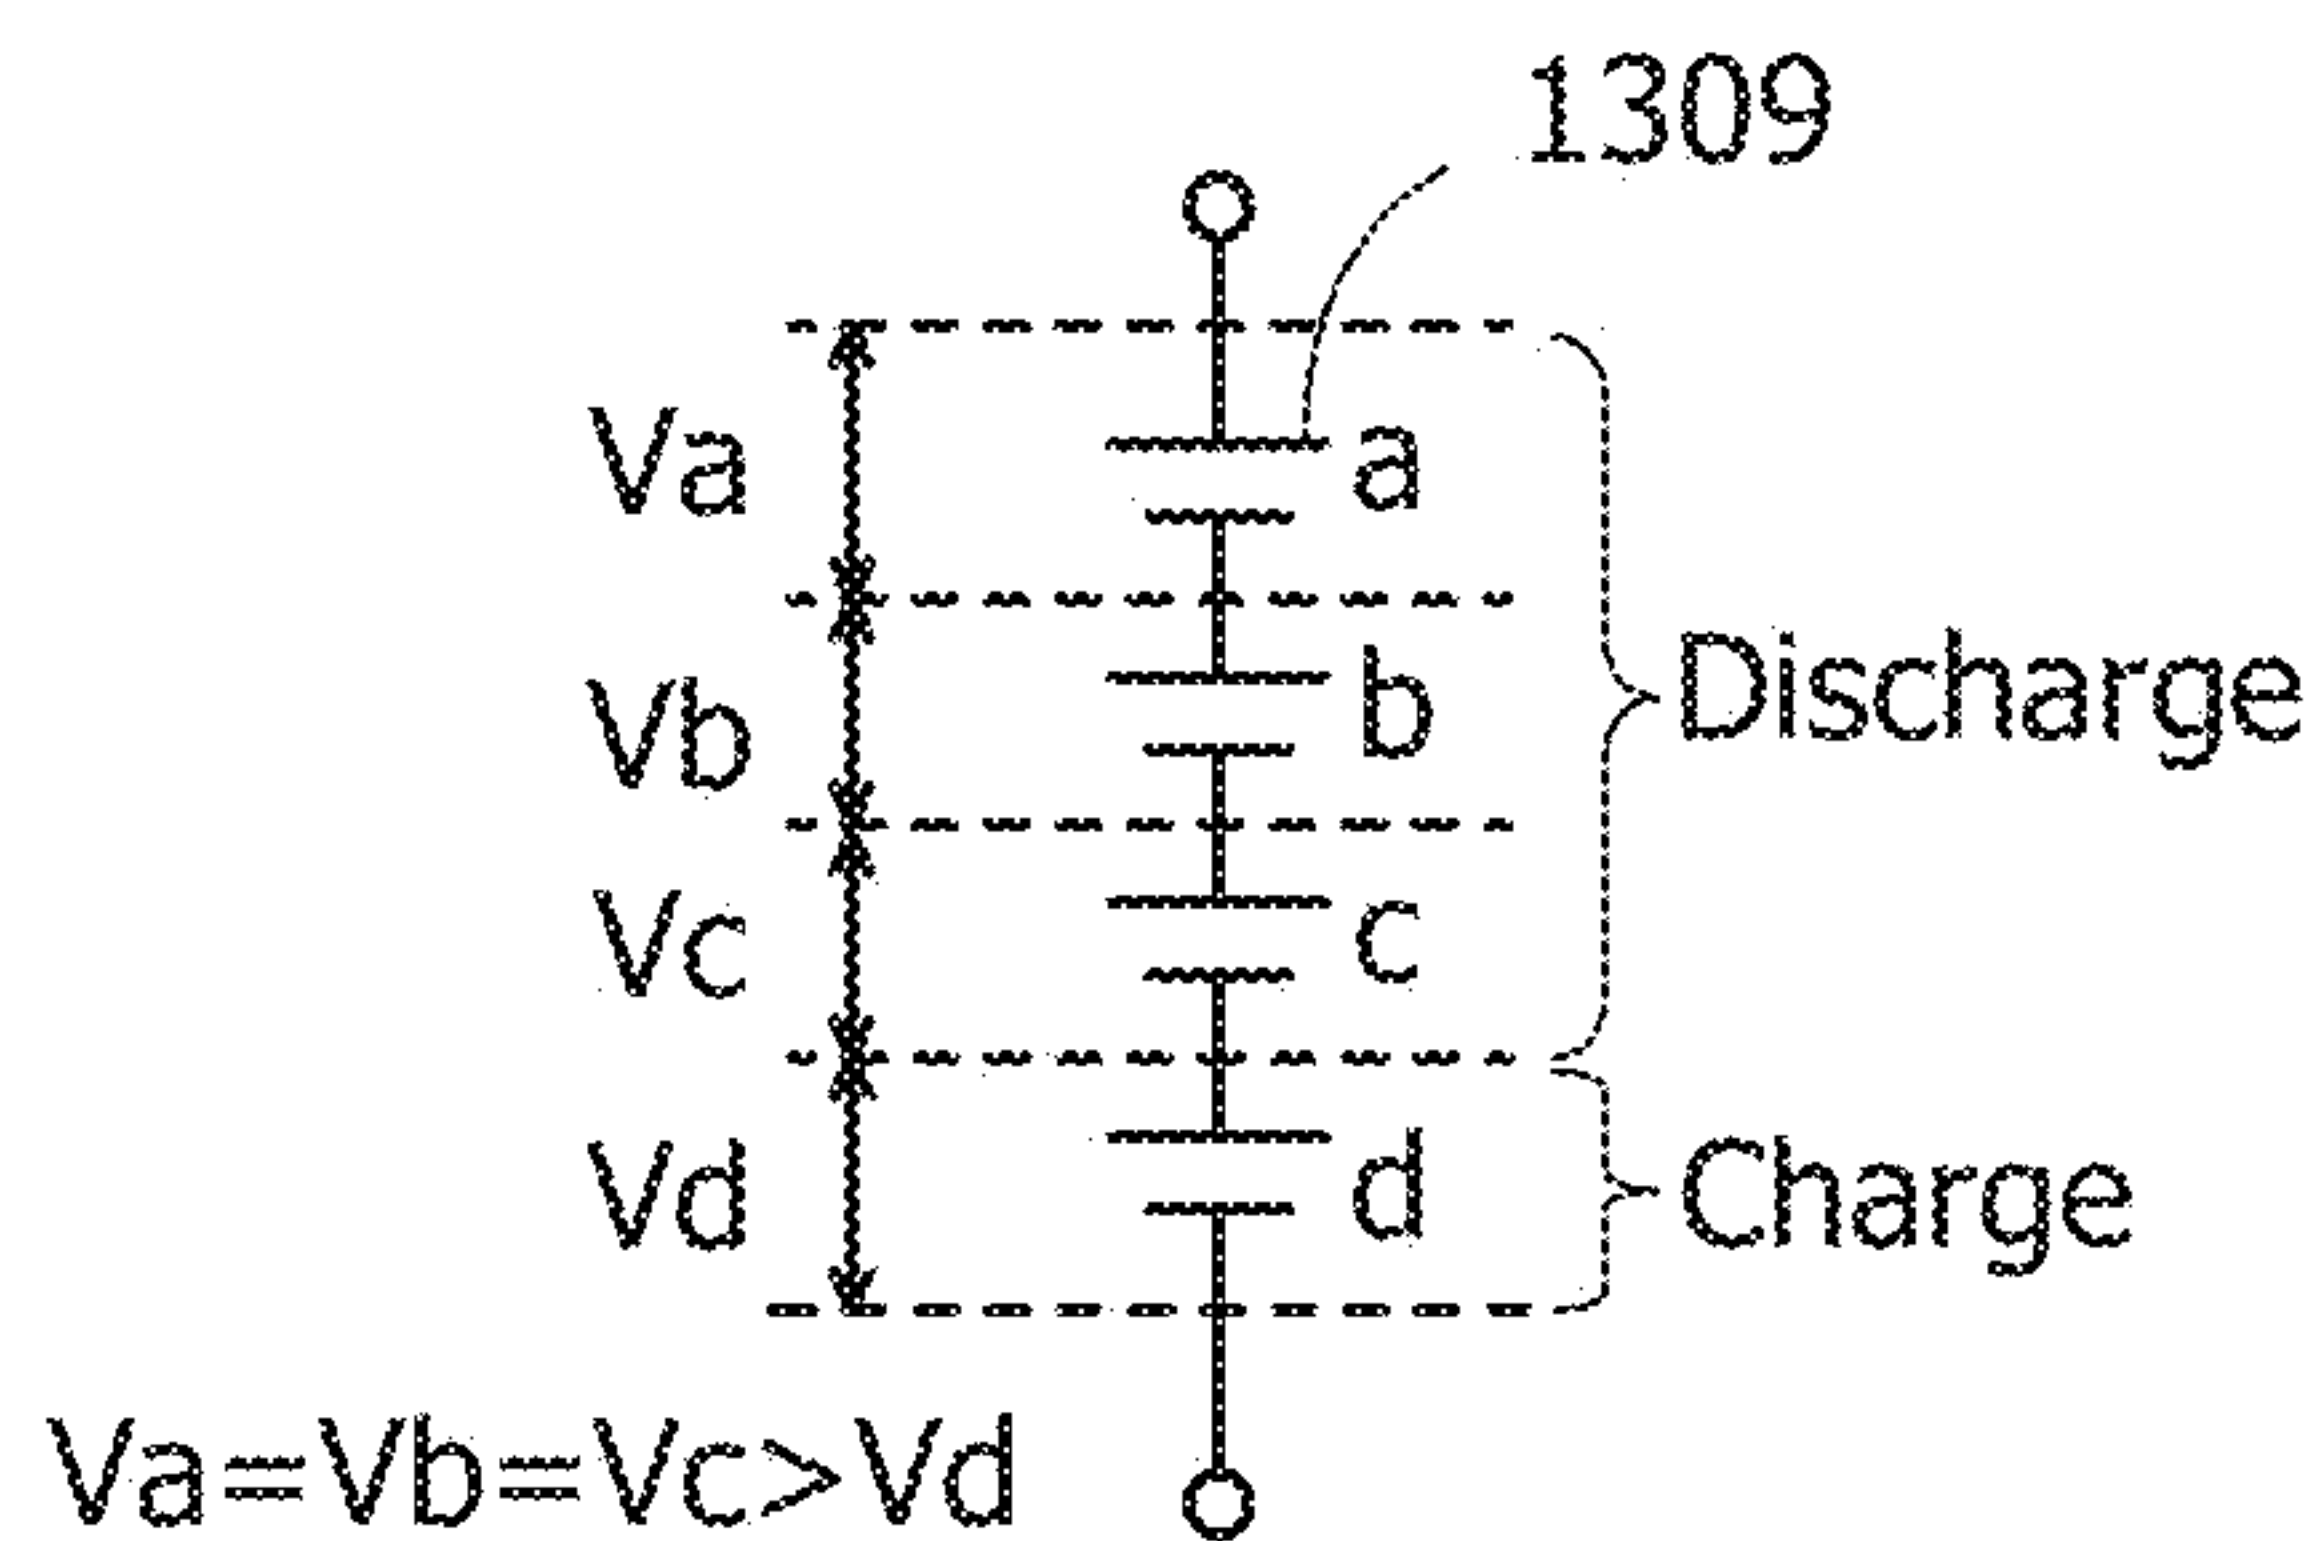 1309
Va
a
Vb
b
Discharge
Vc
c
Vd
d
Charge
Va=Vb=Vc>Vd